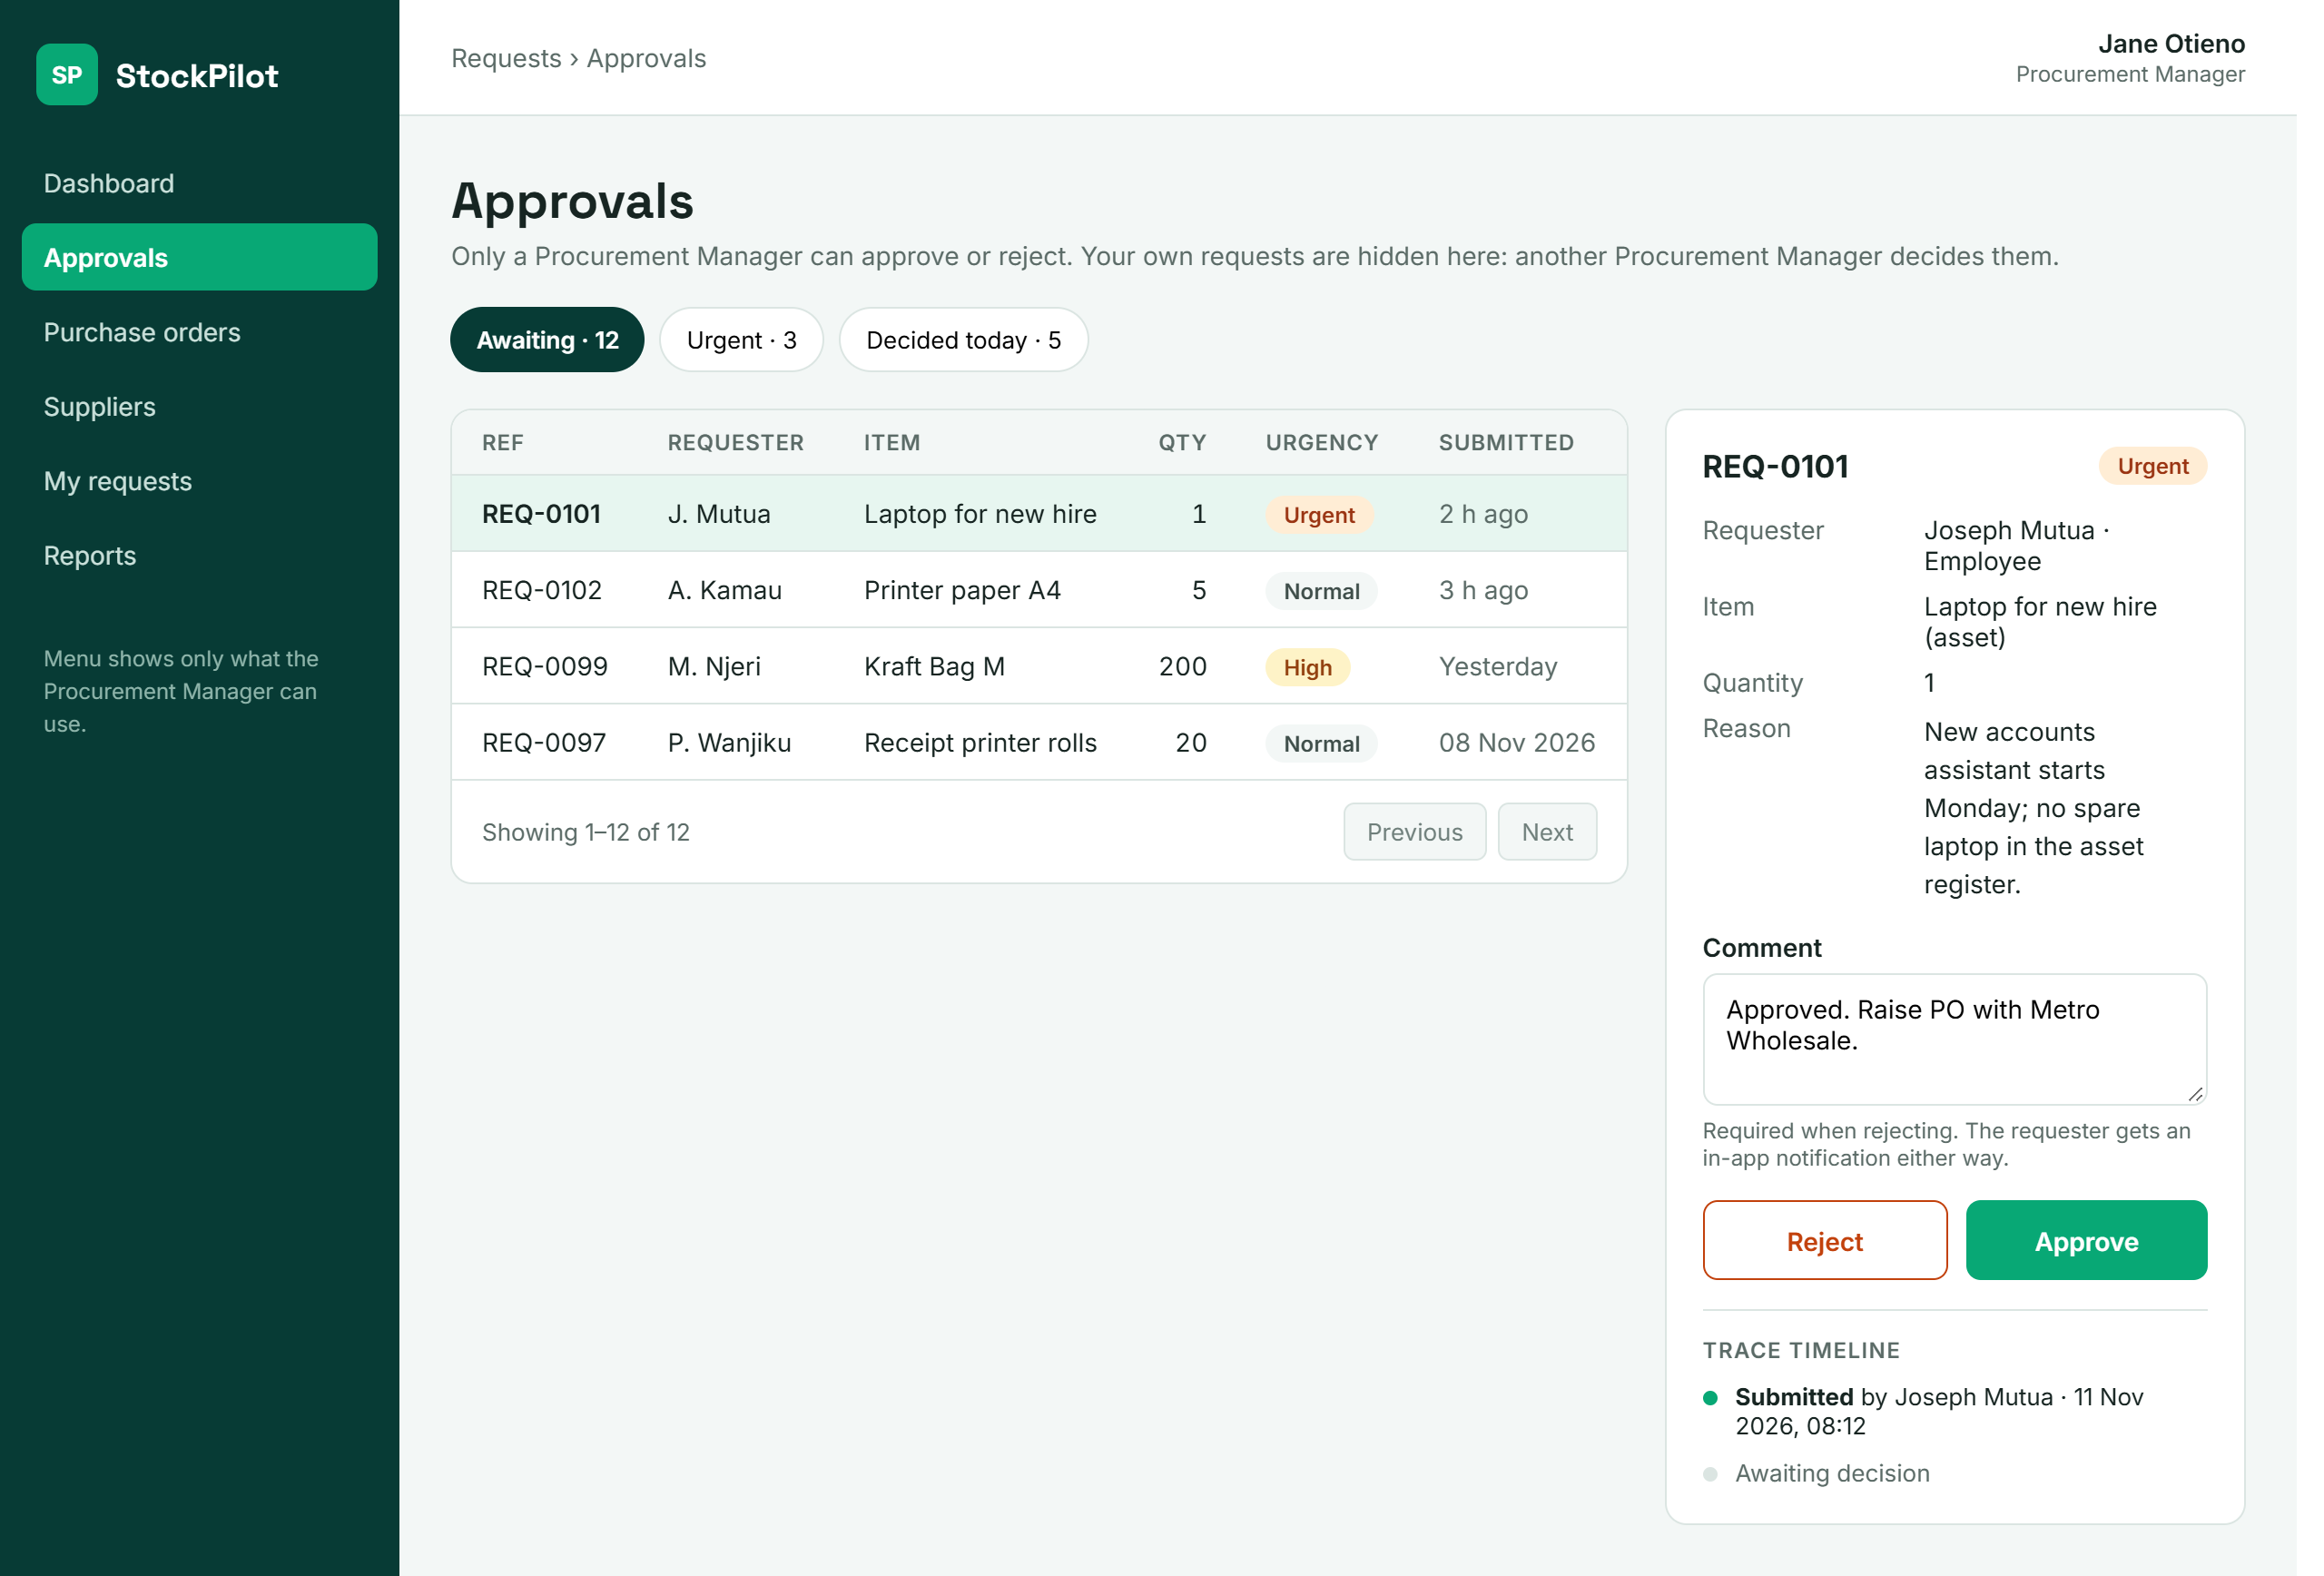 SP StockPilot
Dashboard
Approvals
Purchase orders
Suppliers
My requests
Reports
Menu shows only what the
Procurement Manager can
use.
Requests › Approvals
Jane Otieno
Procurement Manager
Approvals
Only a Procurement Manager can approve or reject. Your own requests are hidden here: another Procurement Manager decides them.
Awaiting · 12 Urgent · 3 Decided today · 5
REF REQUESTER ITEM QTY URGENCY SUBMITTED
REQ-0101 J. Mutua Laptop for new hire 1 Urgent 2 h ago
REQ-0102 A. Kamau Printer paper A4 5 Normal 3 h ago
REQ-0099 M. Njeri Kraft Bag M 200 High Yesterday
REQ-0097 P. Wanjiku Receipt printer rolls 20 Normal 08 Nov 2026
Showing 1–12 of 12 Previous Next
REQ-0101 Urgent
Requester Joseph Mutua ·
Employee
Item Laptop for new hire
(asset)
Quantity 1
Reason New accounts
assistant starts
Monday; no spare
laptop in the asset
register.
Comment
Approved. Raise PO with Metro
Wholesale.
Required when rejecting. The requester gets an
in-app notification either way.
Reject Approve
TRACE TIMELINE
Submitted by Joseph Mutua · 11 Nov
2026, 08:12
Awaiting decision